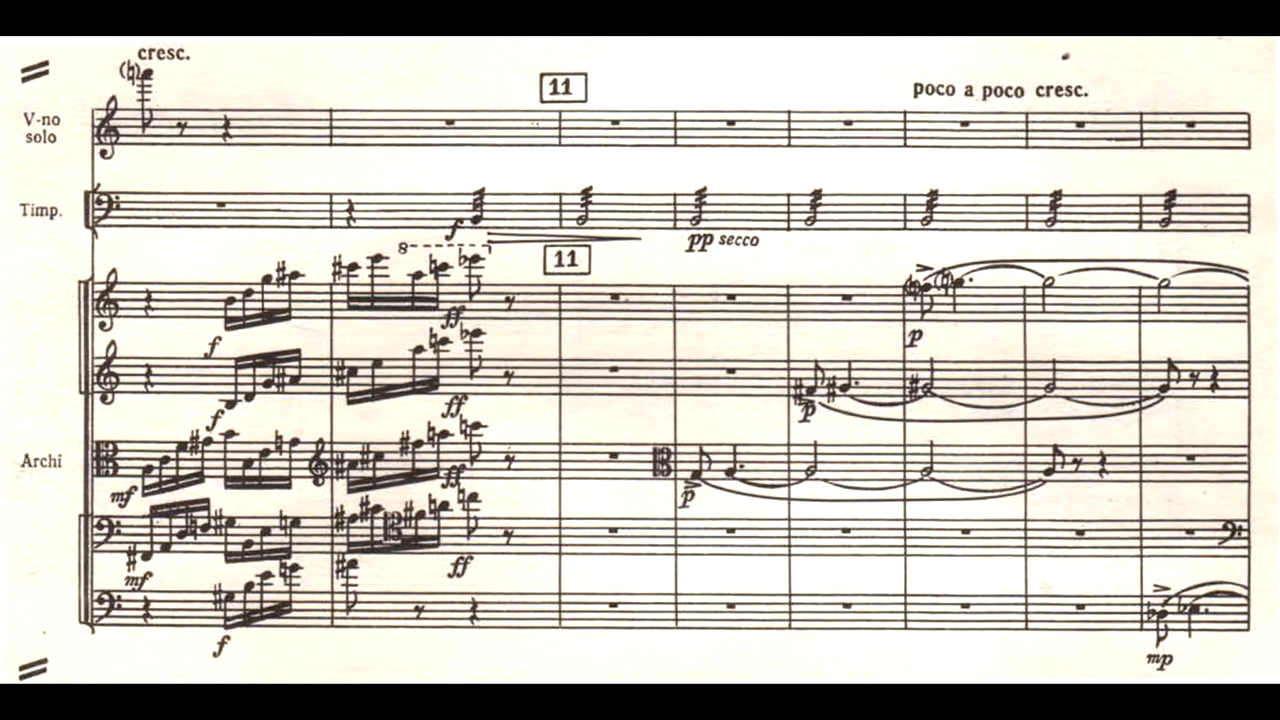 cresc.
11
poco a poco cresc.
V-no
solo
Timp.
f
pp secco
8
11
f
ff
p
f
ff
p
Archi
mf
ff
p
mf
ff
f
mp